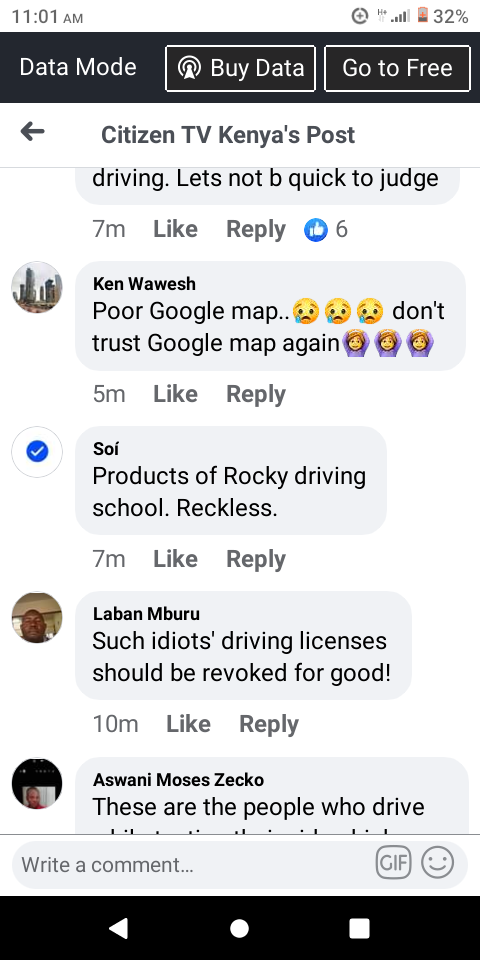 11:01 AM
H+
32%
Data Mode
Buy Data
Go to Free
Citizen TV Kenya's Post
driving. Lets not b quick to judge
7m Like Reply 6
Ken Wawesh
Poor Google map..😢😢😢 don't
trust Google map again🙆‍♀️🙆‍♀️🙆‍♀️
5m Like Reply
Soí
Products of Rocky driving
school. Reckless.
7m Like Reply
Laban Mburu
Such idiots' driving licenses
should be revoked for good!
10m Like Reply
Aswani Moses Zecko
These are the people who drive
Write a comment...
GIF